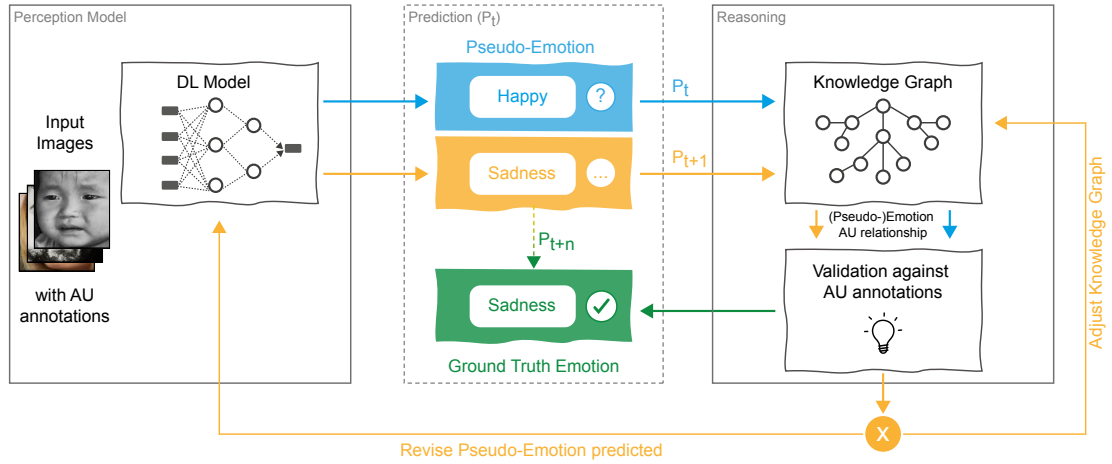 Perception Model
Prediction (Pt)
Reasoning
Pseudo-Emotion
DL Model
Happy
?
Pt
Knowledge Graph
Input
Images
Sadness
...
Pt+1
(Pseudo-)Emotion
AU relationship
Pt+n
with AU
annotations
Sadness
Validation against
AU annotations
Ground Truth Emotion
Adjust Knowledge Graph
X
Revise Pseudo-Emotion predicted